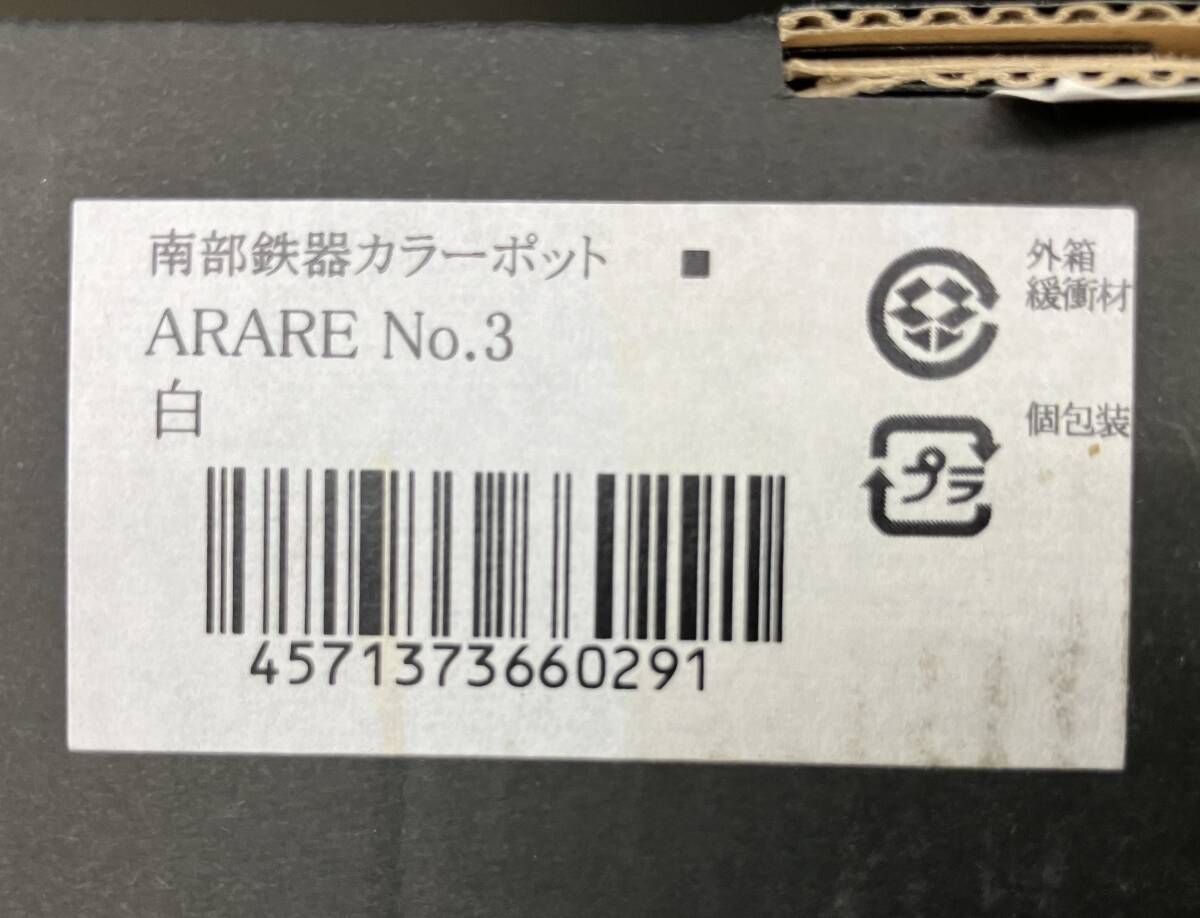 南部鉄器カラーポット ■
ARARE No.3
白
4571373660291
外箱
緩衝材
個包装
プラ